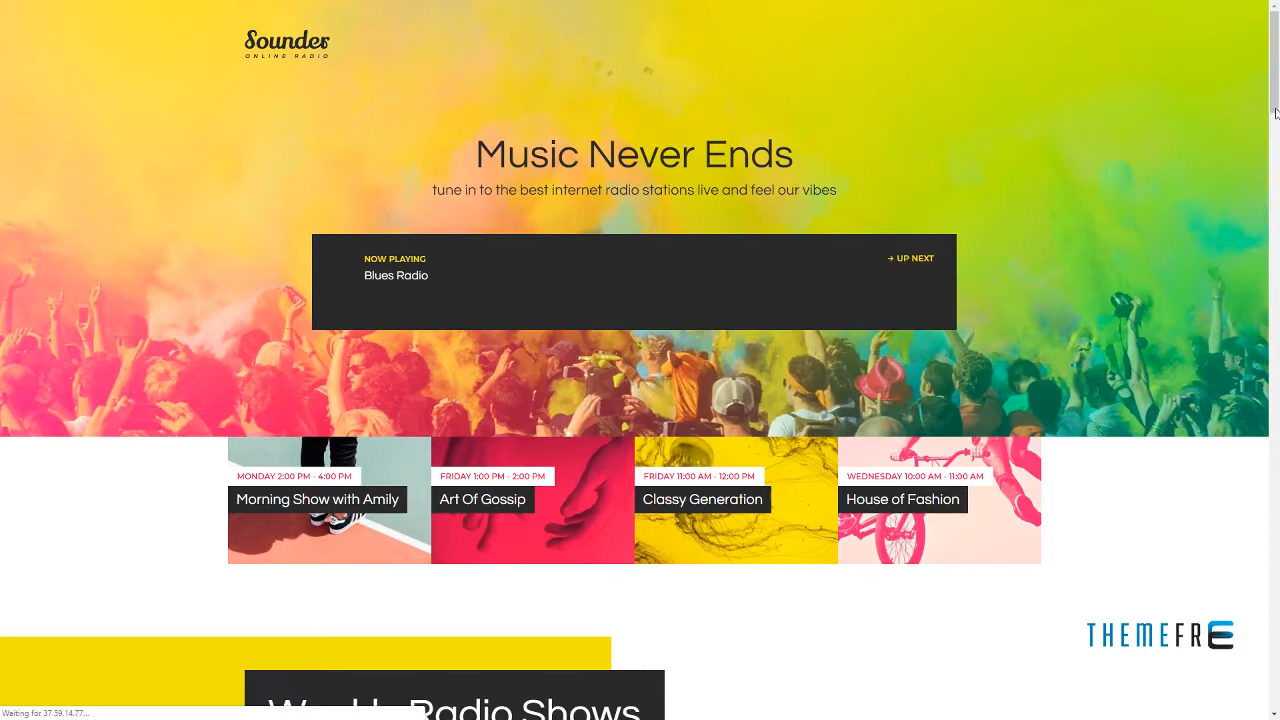 Sounder
ONLINE RADIO
Music Never Ends
tune in to the best internet radio stations live and feel our vibes
NOW PLAYING
→ UP NEXT
Blues Radio
MONDAY 2:00 PM - 4:00 PM
FRIDAY 1:00 PM - 2:00 PM
FRIDAY 11:00 AM - 12:00 PM
WEDNESDAY 10:00 AM - 11:00 AM
Morning Show with Amily
Art Of Gossip
Classy Generation
House of Fashion
THEMEFRE
Weekly Radio Shows
Waiting for 37.59.14.77...